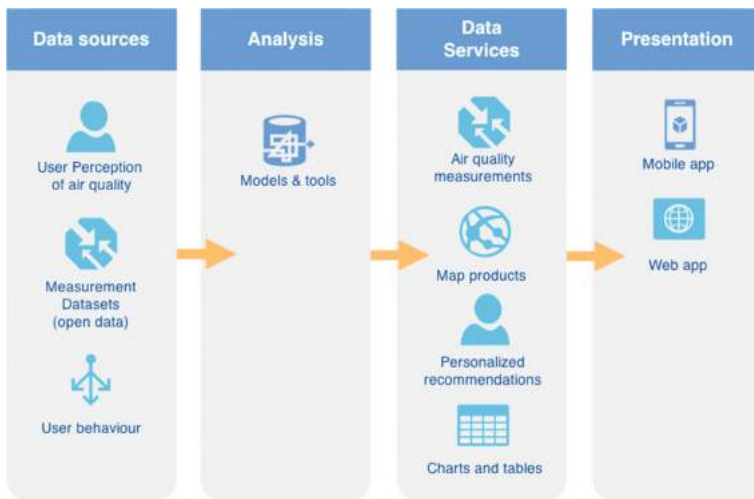 Data sources
User Perception
of air quality
Measurement
Datasets
(open data)
User behaviour
Analysis
Models & tools
Data
Services
Air quality
measurements
Map products
Personalized
recommendations
Charts and tables
Presentation
Mobile app
Web app